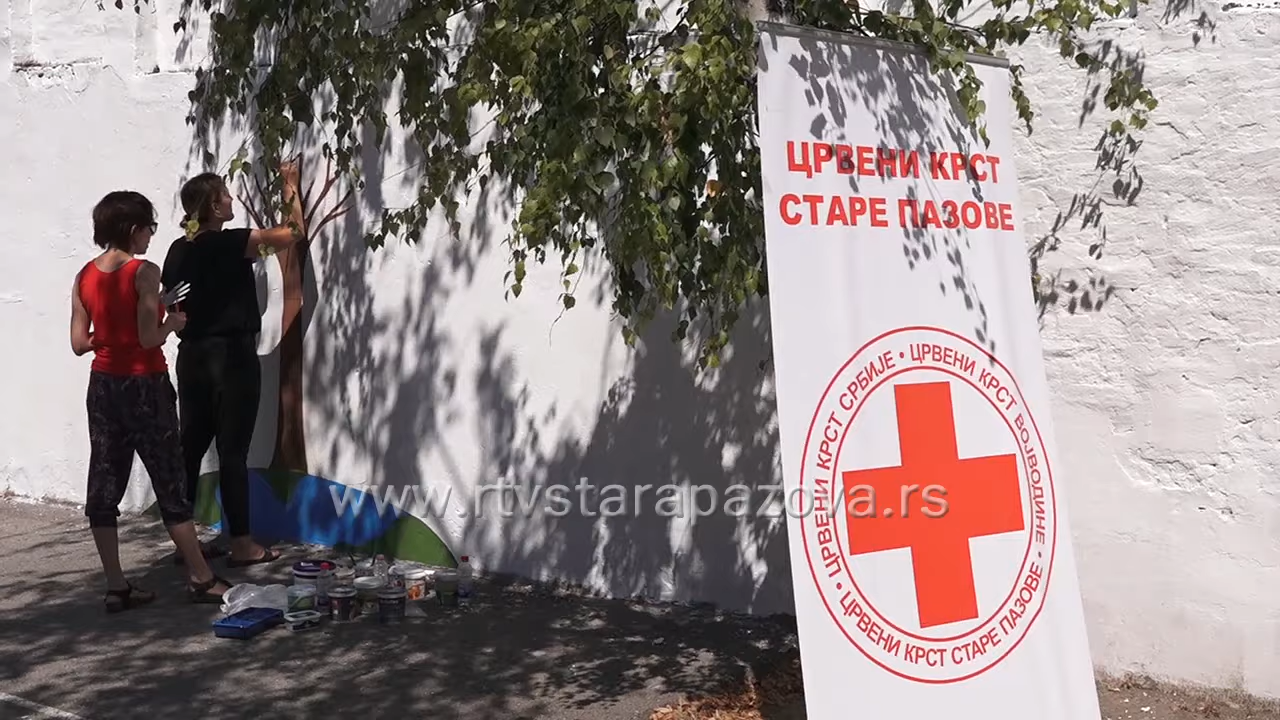 ЦРВЕНИ КРСТ
СТАРЕ ПАЗОВЕ
• ЦРВЕНИ КРСТ СРБИЈЕ • ЦРВЕНИ КРСТ ВОЈВОДИНЕ • ЦРВЕНИ КРСТ СТАРЕ ПАЗОВЕ
www.rtvstarapazova.rs